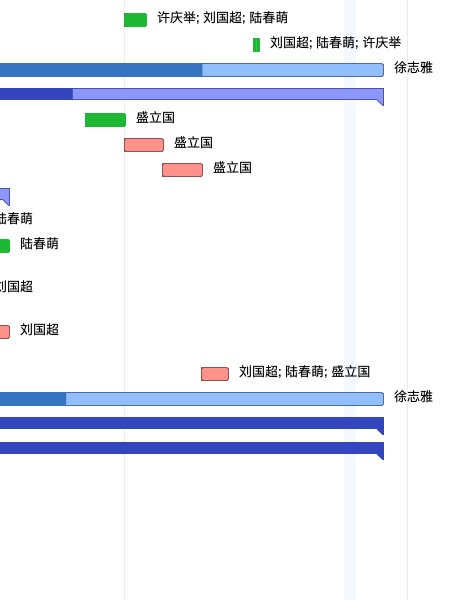 许庆举; 刘国超; 陆春萌
刘国超; 陆春萌; 许庆举
徐志雅
盛立国
盛立国
盛立国
陆春萌
陆春萌
刘国超
刘国超
刘国超; 陆春萌; 盛立国
徐志雅